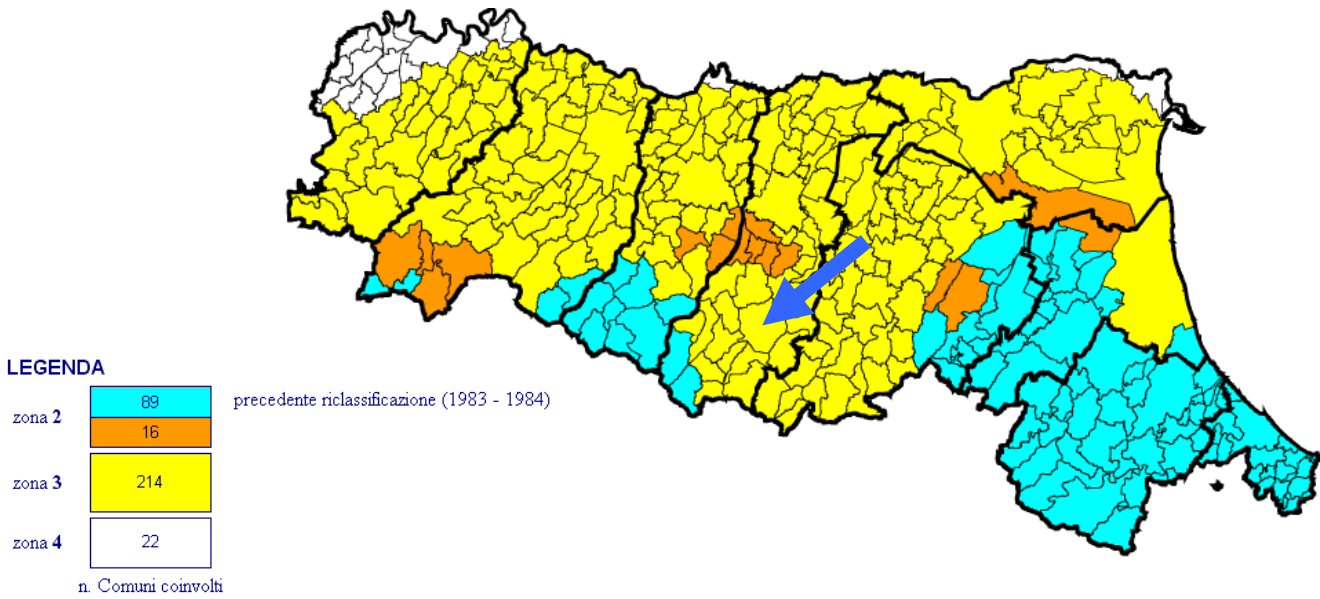 LEGENDA
zona 2
89
precedente riclassificazione (1983 - 1984)
16
zona 3
214
zona 4
22
n. Comuni coinvolti